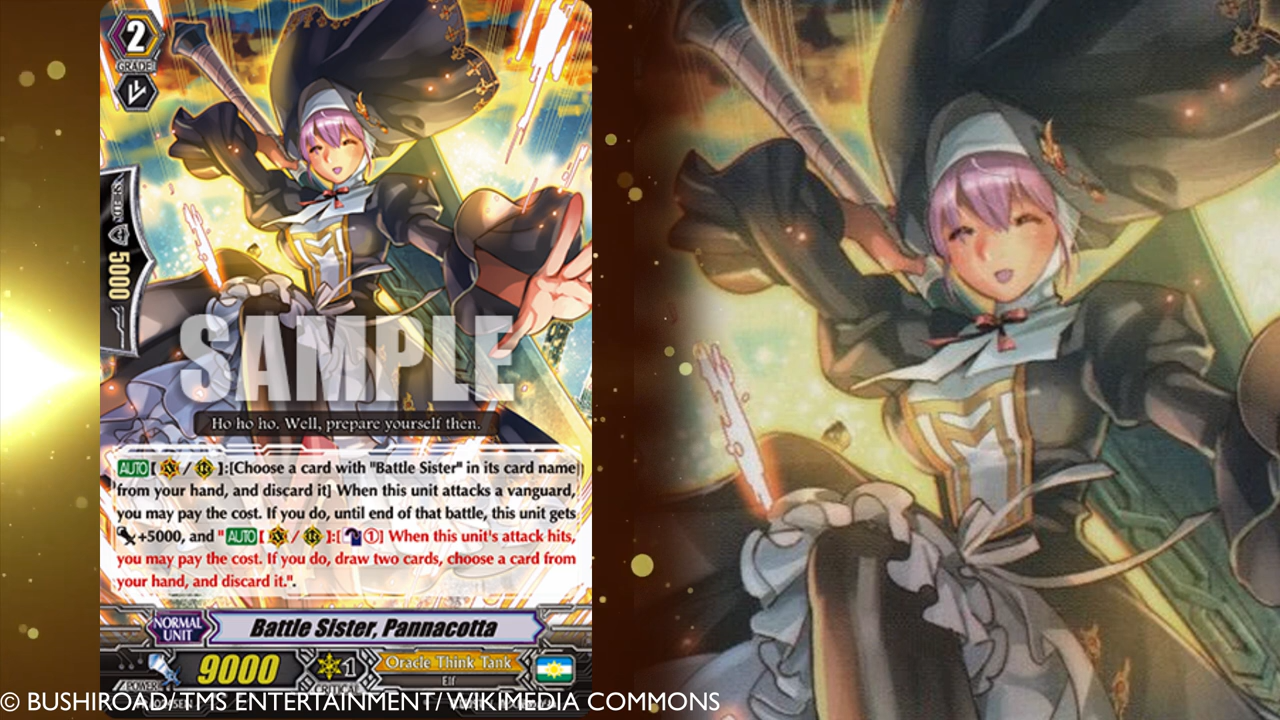 2
GRADE
SHIELD
5000
SAMPLE
Ho ho ho. Well, prepare yourself then.
AUTO [ V / R ]:[Choose a card with "Battle Sister" in its card name
from your hand, and discard it] When this unit attacks a vanguard,
you may pay the cost. If you do, until end of that battle, this unit gets
+5000, and "AUTO [ V / R ]:[ ①] When this unit's attack hits,
you may pay the cost. If you do, draw two cards, choose a card from
your hand, and discard it.".
NORMAL
UNIT
Battle Sister, Pannacotta
POWER
9000
1
CRITICAL
Oracle Think Tank
Elf
© BUSHIROAD/TMS ENTERTAINMENT/WIKIMEDIA COMMONS